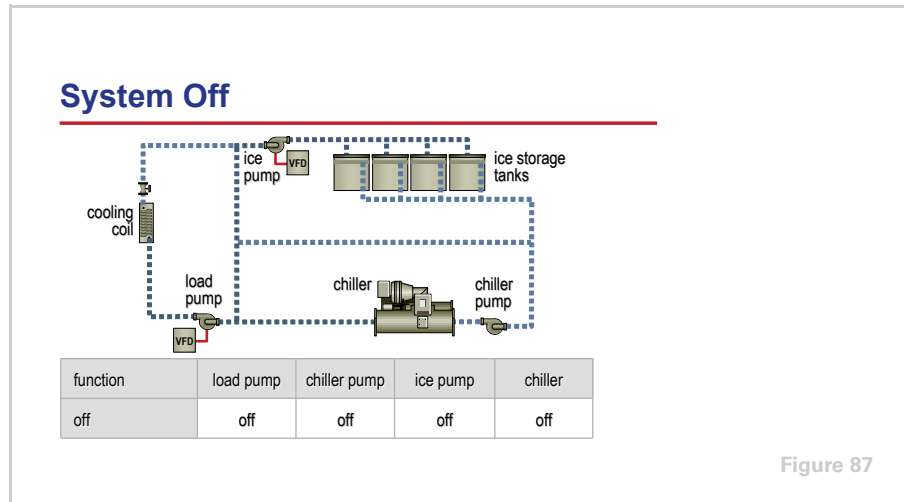 System Off
ice
pump
VFD
ice storage
tanks
cooling
coil
load
pump
chiller
chiller
pump
VFD
function load pump chiller pump ice pump chiller
off off off off off
Figure 87